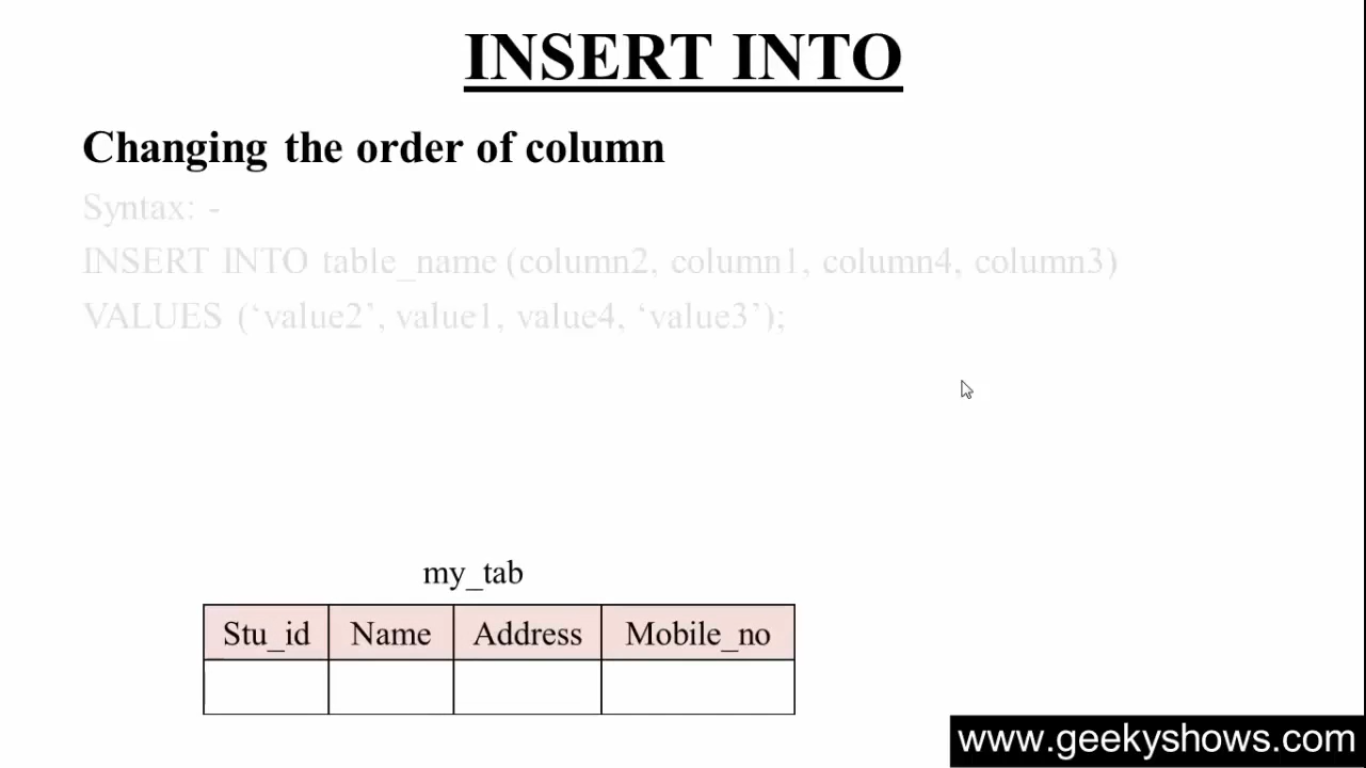 INSERT INTO
Changing the order of column
Syntax: -
INSERT INTO table_name (column2, column1, column4, column3)
VALUES (‘value2’, value1, value4, ‘value3’);
my_tab
Stu_id Name Address Mobile_no
www.geekyshows.com